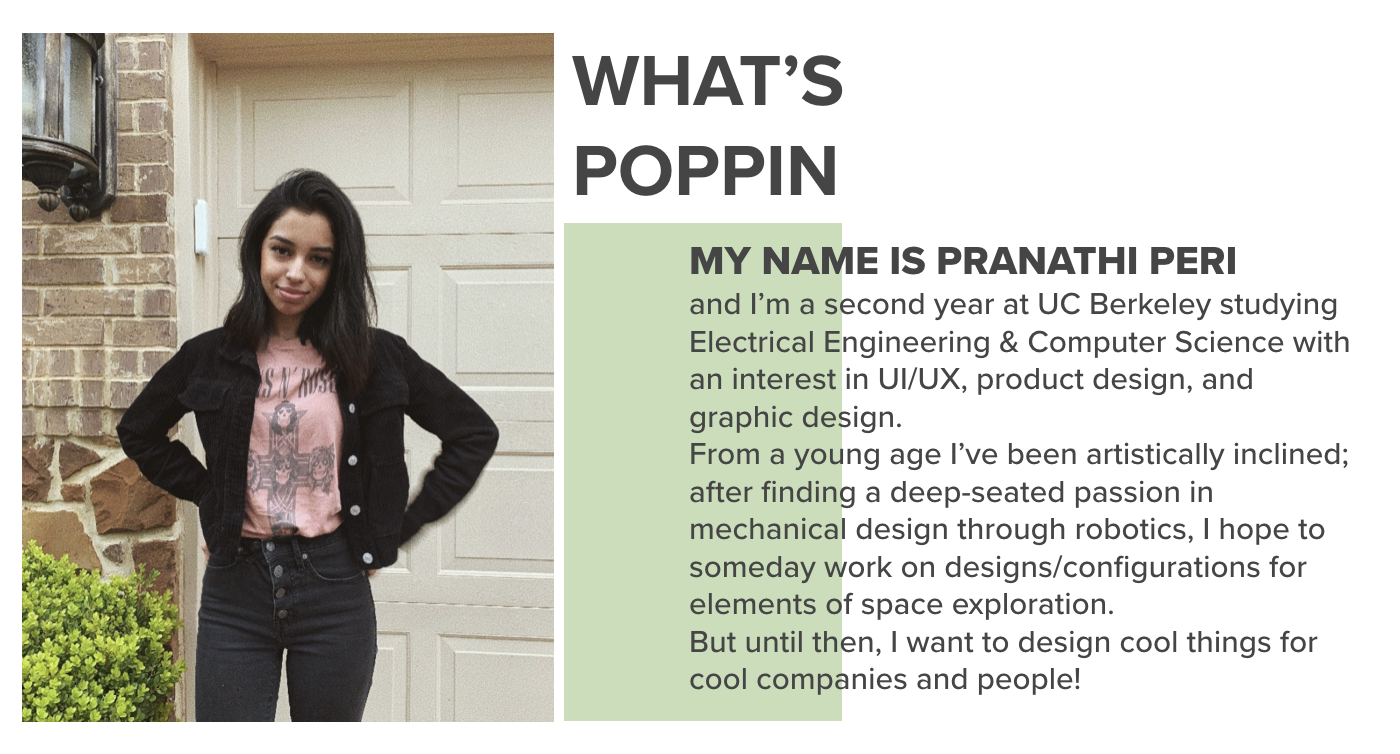 WHAT’S
POPPIN
MY NAME IS PRANATHI PERI
and I’m a second year at UC Berkeley studying
Electrical Engineering & Computer Science with
an interest in UI/UX, product design, and
graphic design.
From a young age I’ve been artistically inclined;
after finding a deep-seated passion in
mechanical design through robotics, I hope to
someday work on designs/configurations for
elements of space exploration.
But until then, I want to design cool things for
cool companies and people!